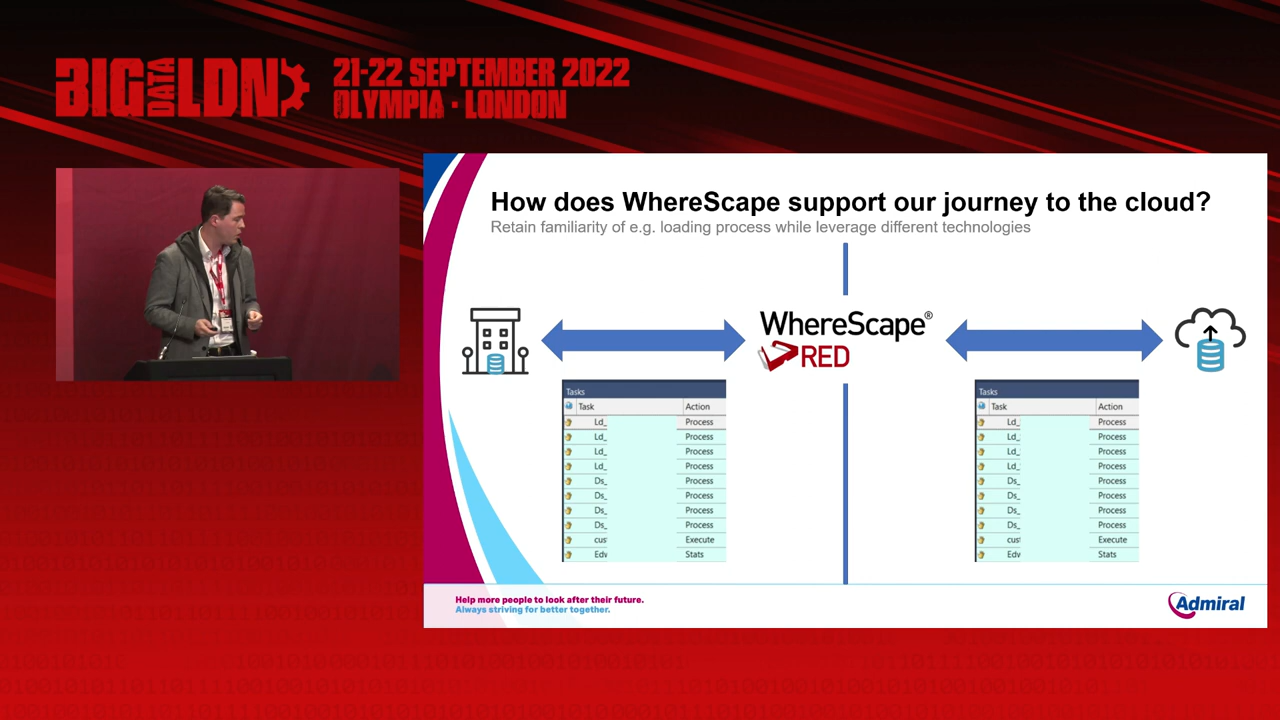 BIG DATA LDN
21-22 SEPTEMBER 2022
OLYMPIA · LONDON
How does WhereScape support our journey to the cloud?
Retain familiarity of e.g. loading process while leverage different technologies
WhereScape®
RED
Tasks
Task Action
Ld_ Process
Ld_ Process
Ld_ Process
Ld_ Process
Ds_ Process
Ds_ Process
Ds_ Process
Ds_ Process
cust Execute
Edv Stats
Tasks
Task Action
Ld_ Process
Ld_ Process
Ld_ Process
Ld_ Process
Ds_ Process
Ds_ Process
Ds_ Process
Ds_ Process
cust Execute
Edv Stats
Help more people to look after their future.
Always striving for better together.
Admiral